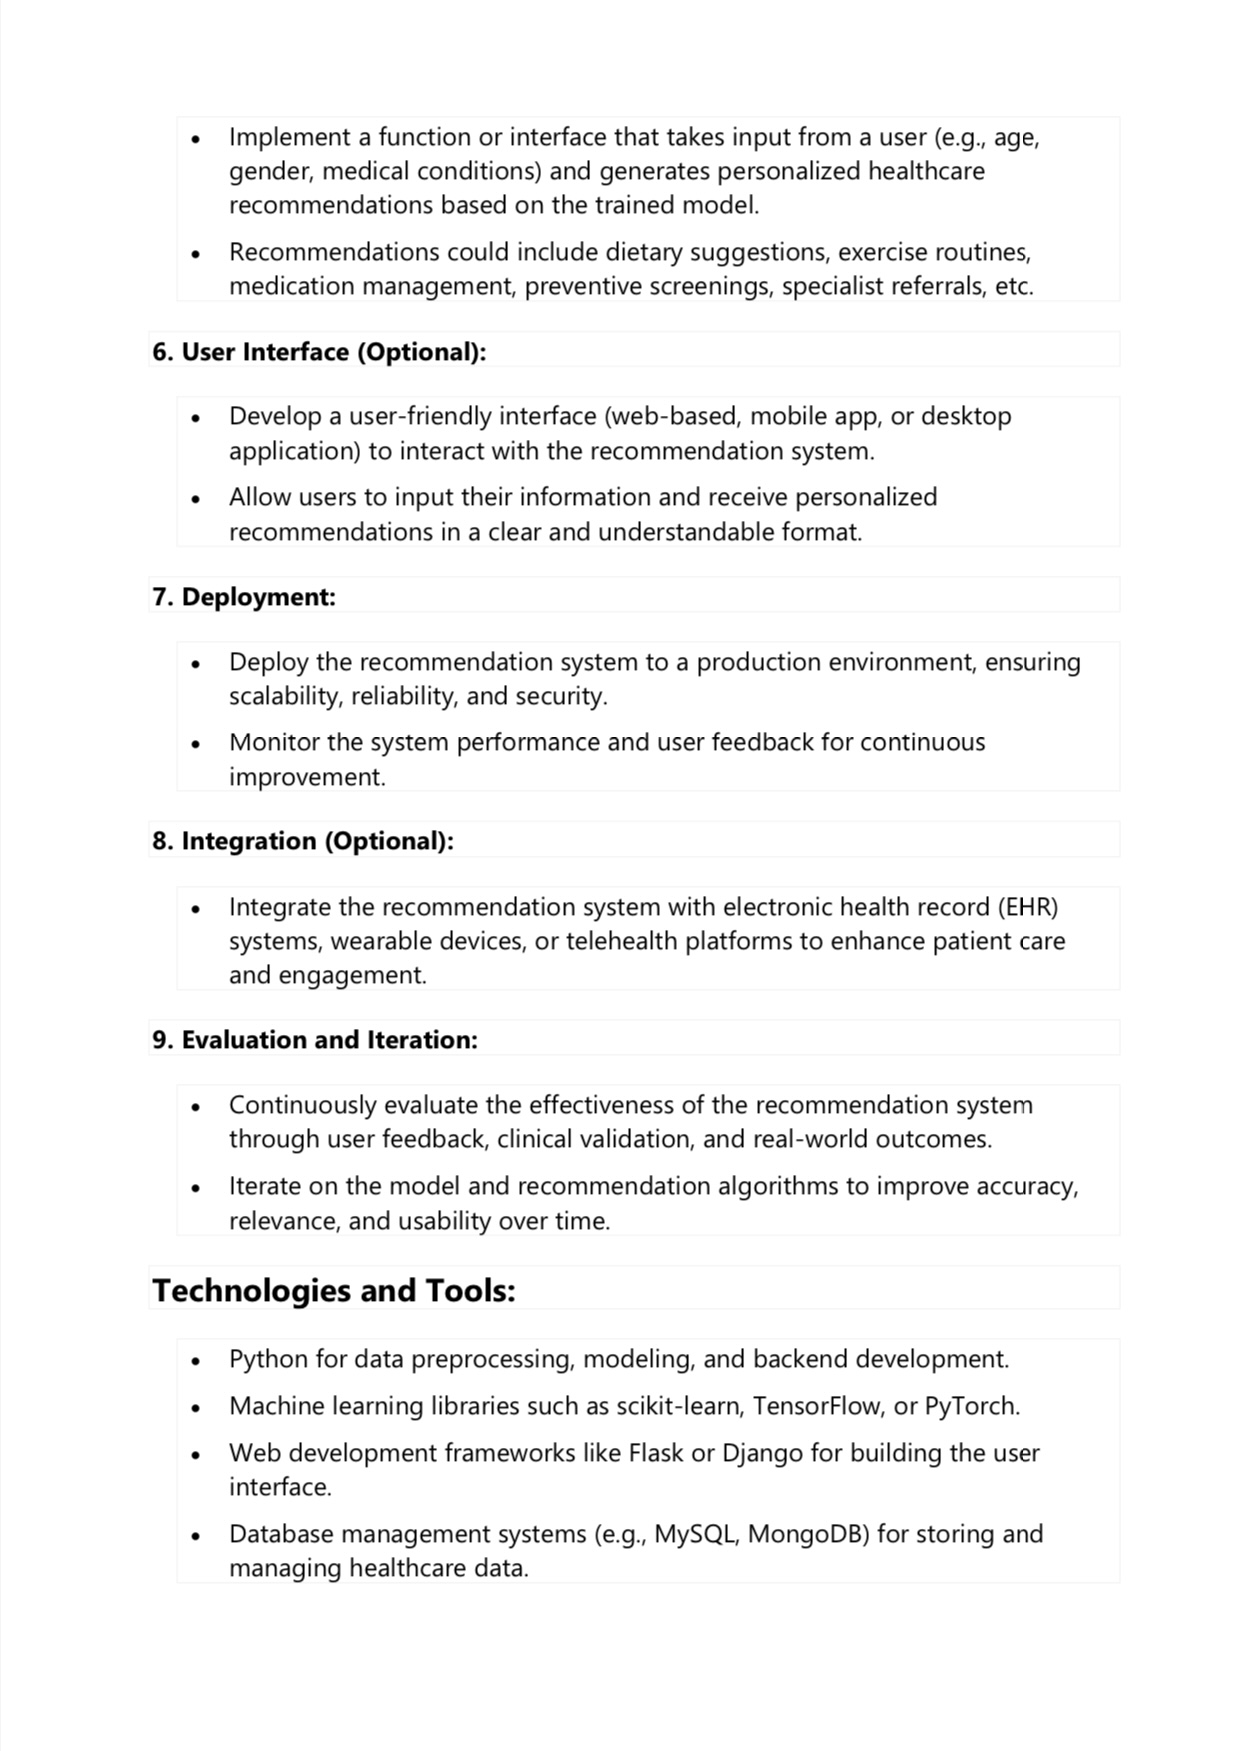 • Implement a function or interface that takes input from a user (e.g., age,
gender, medical conditions) and generates personalized healthcare
recommendations based on the trained model.
• Recommendations could include dietary suggestions, exercise routines,
medication management, preventive screenings, specialist referrals, etc.
6. User Interface (Optional):
• Develop a user-friendly interface (web-based, mobile app, or desktop
application) to interact with the recommendation system.
• Allow users to input their information and receive personalized
recommendations in a clear and understandable format.
7. Deployment:
• Deploy the recommendation system to a production environment, ensuring
scalability, reliability, and security.
• Monitor the system performance and user feedback for continuous
improvement.
8. Integration (Optional):
• Integrate the recommendation system with electronic health record (EHR)
systems, wearable devices, or telehealth platforms to enhance patient care
and engagement.
9. Evaluation and Iteration:
• Continuously evaluate the effectiveness of the recommendation system
through user feedback, clinical validation, and real-world outcomes.
• Iterate on the model and recommendation algorithms to improve accuracy,
relevance, and usability over time.
Technologies and Tools:
• Python for data preprocessing, modeling, and backend development.
• Machine learning libraries such as scikit-learn, TensorFlow, or PyTorch.
• Web development frameworks like Flask or Django for building the user
interface.
• Database management systems (e.g., MySQL, MongoDB) for storing and
managing healthcare data.